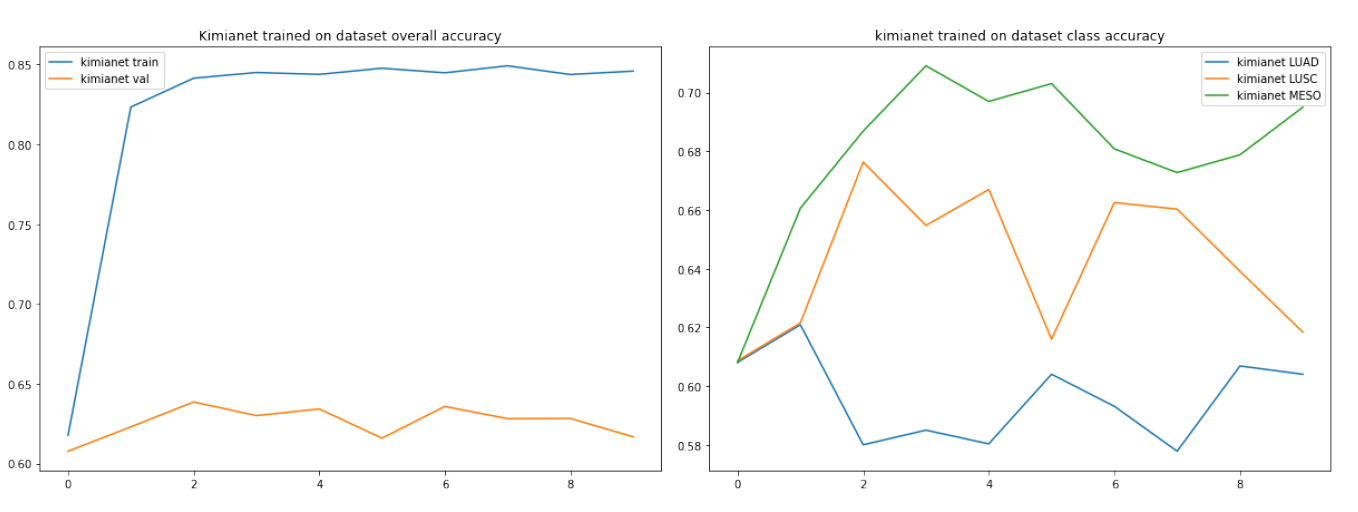 Kimianet trained on dataset overall accuracy
kimianet train
kimianet val
0.85
0.80
0.75
0.70
0.65
0.60
0 2 4 6 8
kimianet trained on dataset class accuracy
kimianet LUAD
kimianet LUSC
kimianet MESO
0.70
0.68
0.66
0.64
0.62
0.60
0.58
0 2 4 6 8